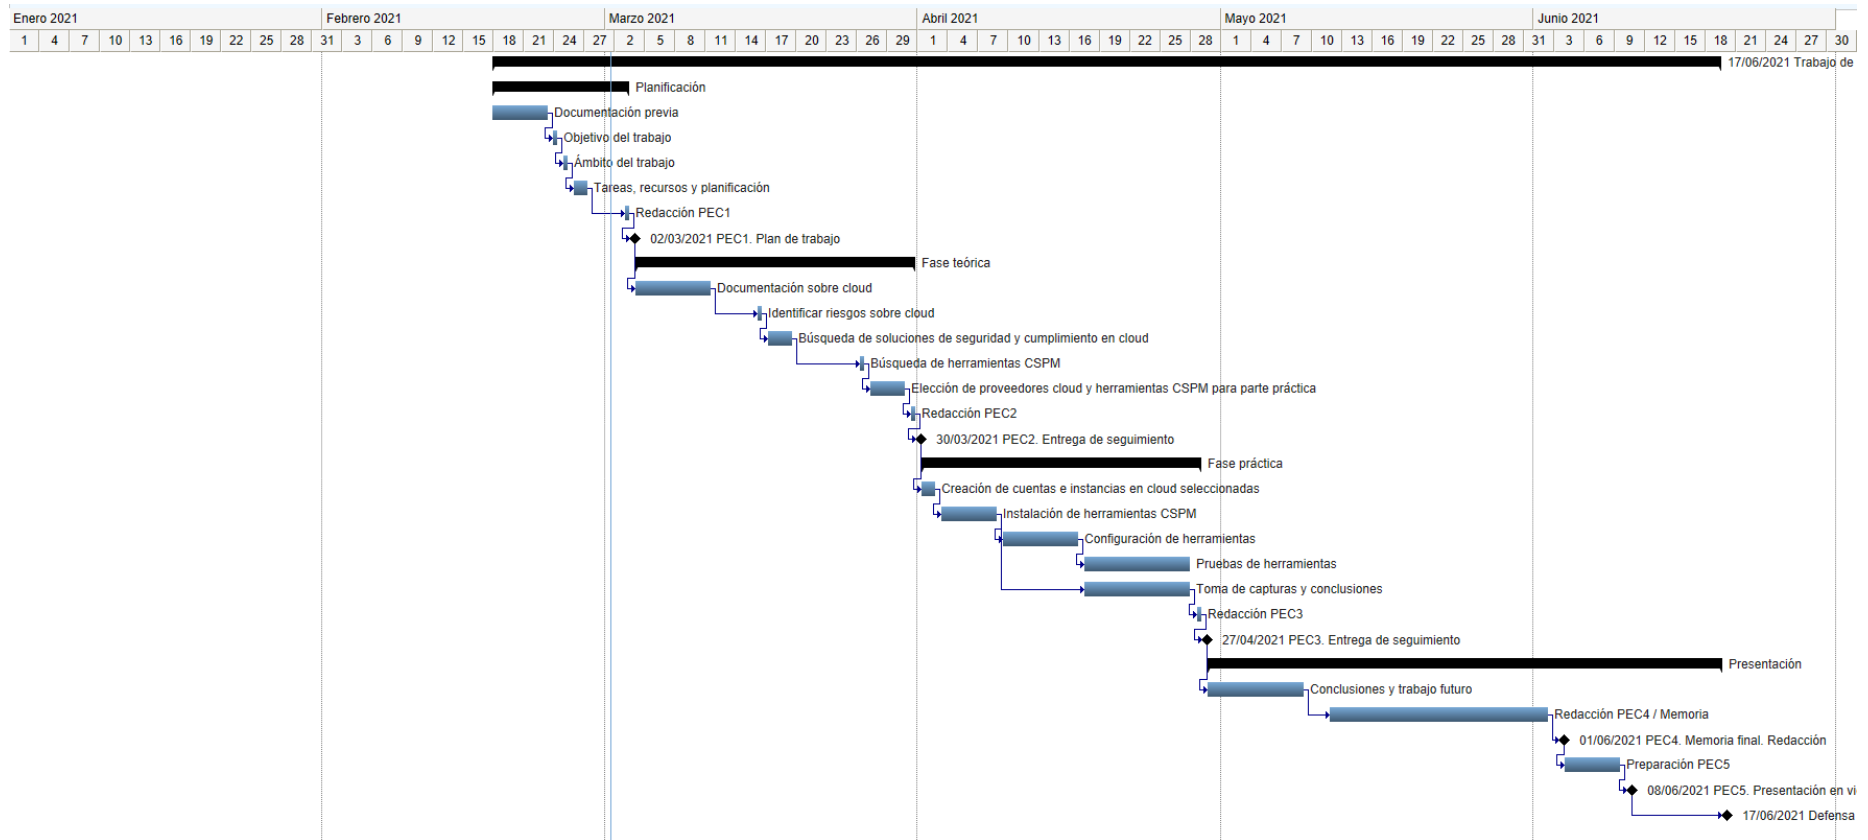 Enero 2021 Febrero 2021 Marzo 2021 Abril 2021 Mayo 2021 Junio 2021
1 4 7 10 13 16 19 22 25 28 31 3 6 9 12 15 18 21 24 27 2 5 8 11 14 17 20 23 26 29 1 4 7 10 13 16 19 22 25 28 1 4 7 10 13 16 19 22 25 28 31 3 6 9 12 15 18 21 24 27 30
17/06/2021 Trabajo de
Planificación
Documentación previa
Objetivo del trabajo
Ámbito del trabajo
Tareas, recursos y planificación
Redacción PEC1
02/03/2021 PEC1. Plan de trabajo
Fase teórica
Documentación sobre cloud
Identificar riesgos sobre cloud
Búsqueda de soluciones de seguridad y cumplimiento en cloud
Búsqueda de herramientas CSPM
Elección de proveedores cloud y herramientas CSPM para parte práctica
Redacción PEC2
30/03/2021 PEC2. Entrega de seguimiento
Fase práctica
Creación de cuentas e instancias en cloud seleccionadas
Instalación de herramientas CSPM
Configuración de herramientas
Pruebas de herramientas
Toma de capturas y conclusiones
Redacción PEC3
27/04/2021 PEC3. Entrega de seguimiento
Presentación
Conclusiones y trabajo futuro
Redacción PEC4 / Memoria
01/06/2021 PEC4. Memoria final. Redacción
Preparación PEC5
08/06/2021 PEC5. Presentación en ví
17/06/2021 Defensa